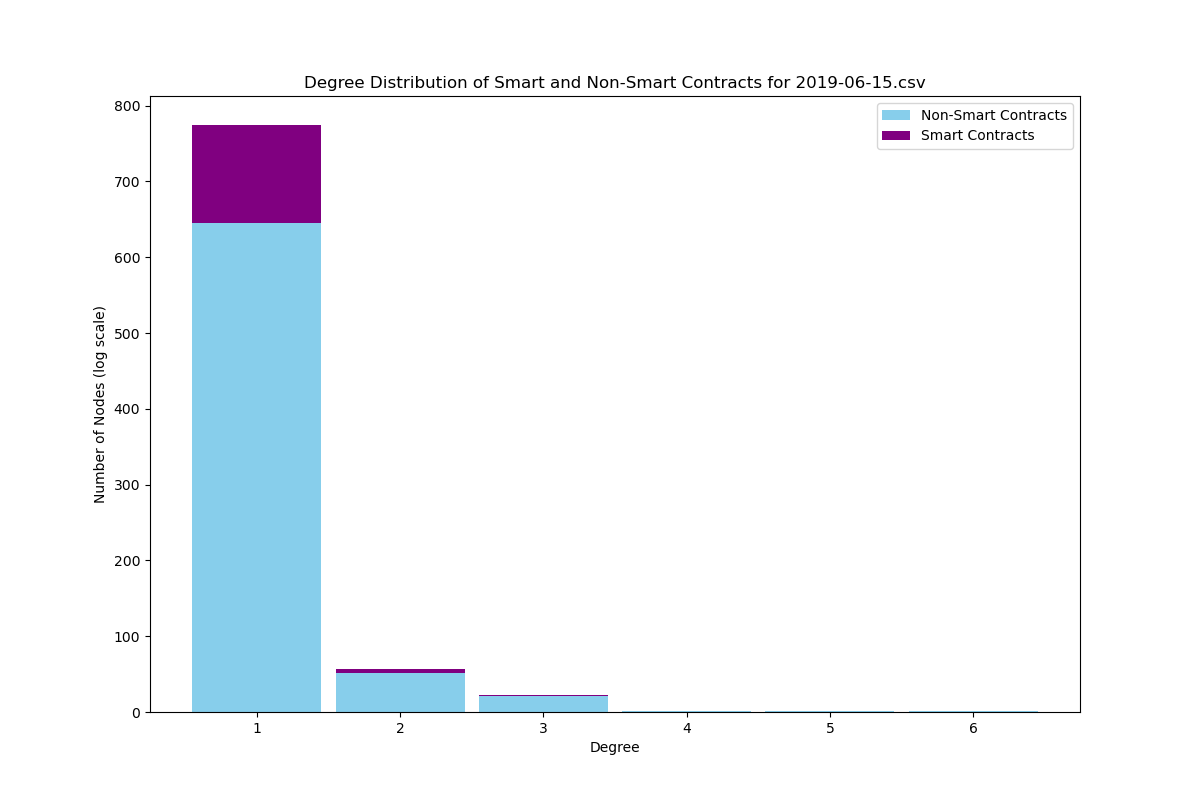 Degree Distribution of Smart and Non-Smart Contracts for 2019-06-15.csv
Non-Smart Contracts
Smart Contracts
Number of Nodes (log scale)
800
700
600
500
400
300
200
100
0
1 2 3 4 5 6
Degree